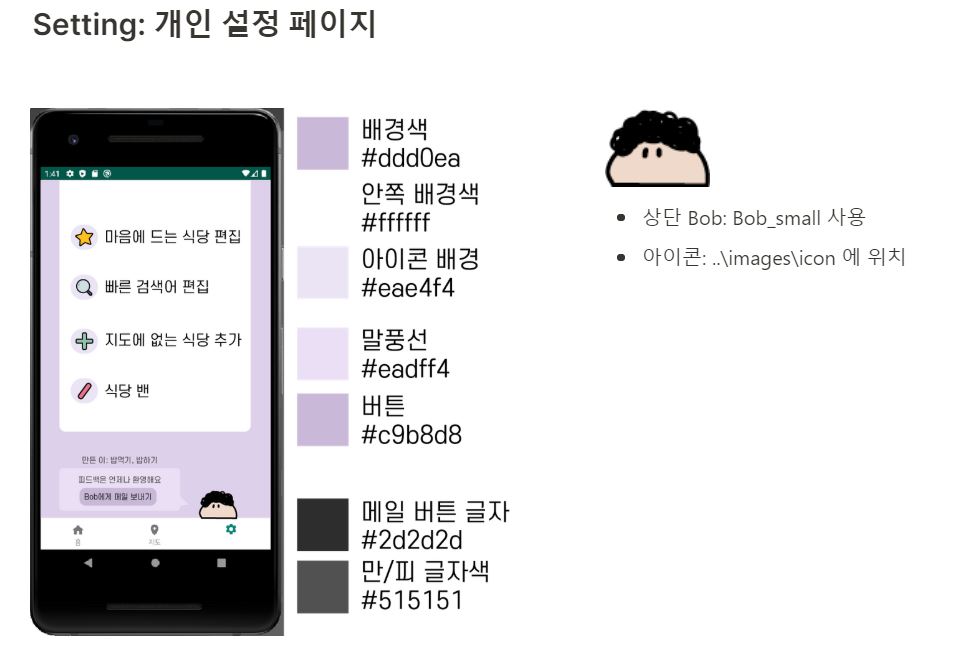 Setting: 개인 설정 페이지
1:41
마음에 드는 식당 편집
빠른 검색어 편집
지도에 없는 식당 추가
식당 밴
만든 이: 밥먹기, 밥하기
피드백은 언제나 환영해요
Bob에게 메일 보내기
홈
지도
배경색
#ddd0ea
안쪽 배경색
#ffffff
아이콘 배경
#eae4f4
말풍선
#eadff4
버튼
#c9b8d8
메일 버튼 글자
#2d2d2d
만/피 글자색
#515151
상단 Bob: Bob_small 사용
아이콘: ..\images\icon 에 위치